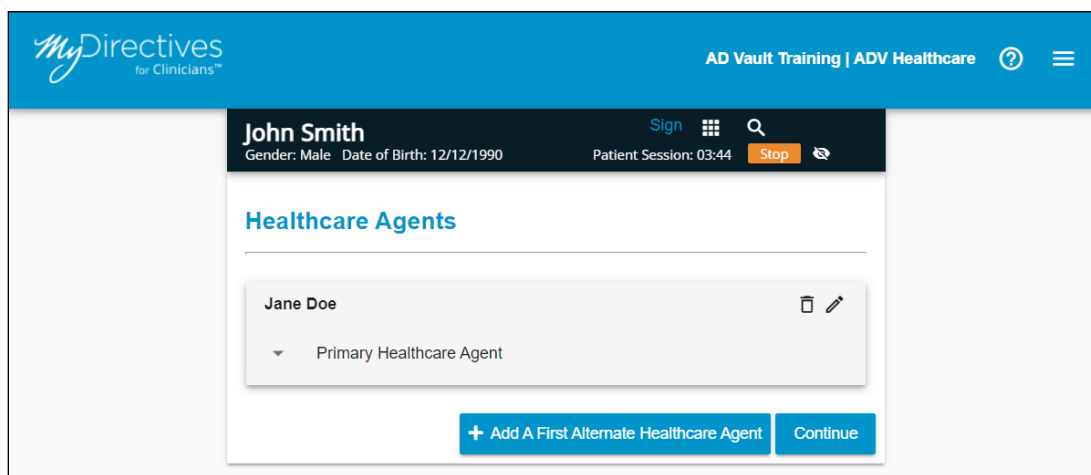 MyDirectives
for Clinicians™
AD Vault Training | ADV Healthcare
John Smith
Sign
Gender: Male Date of Birth: 12/12/1990
Patient Session: 03:44
Stop
Healthcare Agents
Jane Doe
Primary Healthcare Agent
+ Add A First Alternate Healthcare Agent
Continue